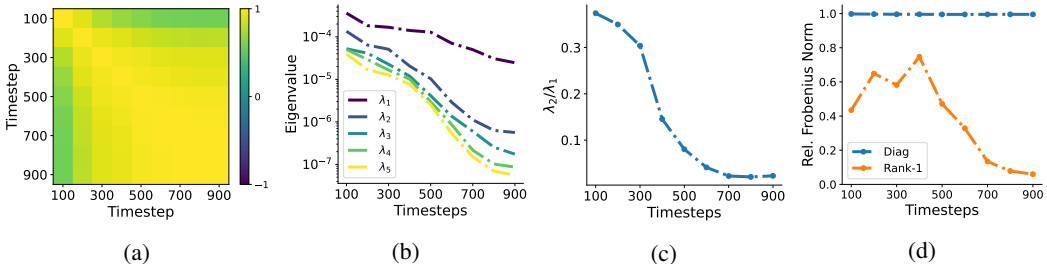 100
300
500
700
900
Timestep
100 300 500 700 900
Timestep
1
0
−1
(a)
Eigenvalue
10⁻⁴
10⁻⁵
10⁻⁶
10⁻⁷
λ₁
λ₂
λ₃
λ₄
λ₅
100 300 500 700 900
Timesteps
(b)
λ₂/λ₁
0.3
0.2
0.1
100 300 500 700 900
Timesteps
(c)
Rel. Frobenius Norm
1.0
0.8
0.6
0.4
0.2
0.0
Diag
Rank-1
100 300 500 700 900
Timesteps
(d)